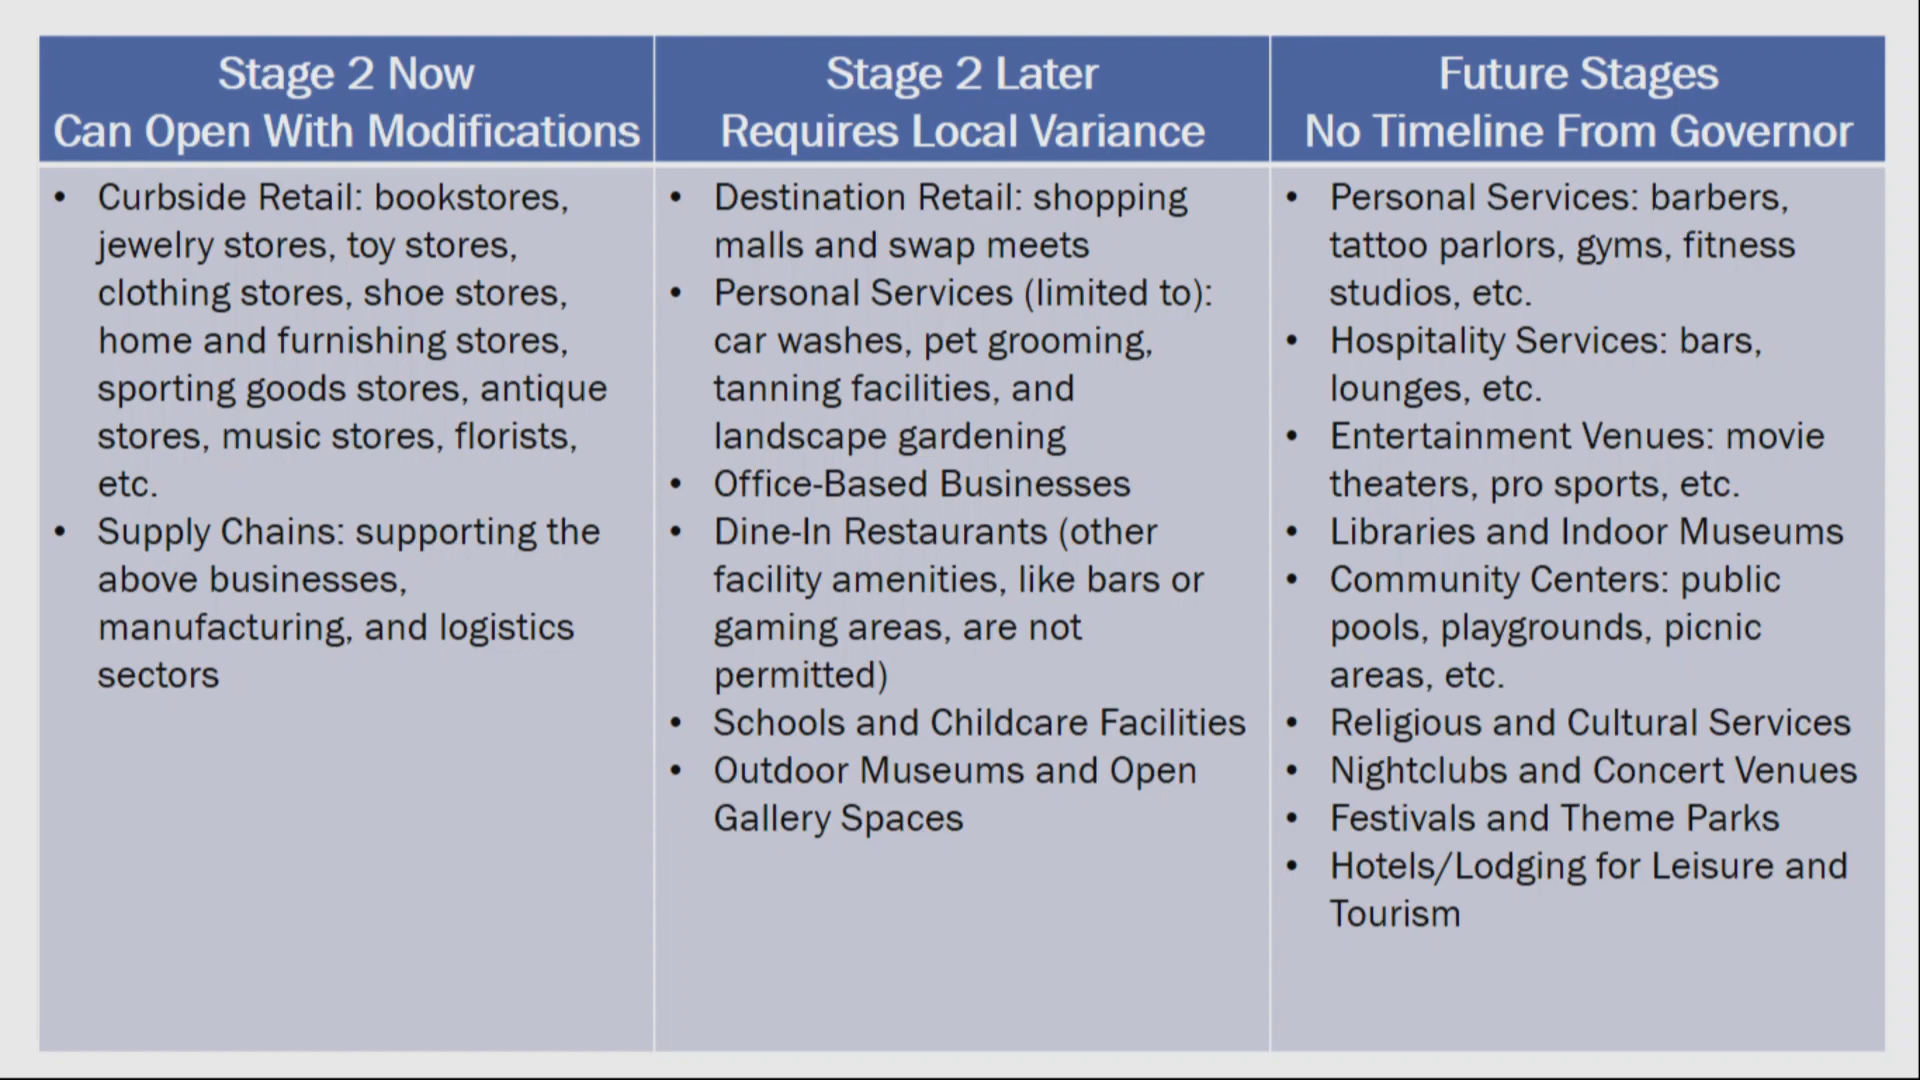 Stage 2 Now
Can Open With Modifications
• Curbside Retail: bookstores,
jewelry stores, toy stores,
clothing stores, shoe stores,
home and furnishing stores,
sporting goods stores, antique
stores, music stores, florists,
etc.
• Supply Chains: supporting the
above businesses,
manufacturing, and logistics
sectors
Stage 2 Later
Requires Local Variance
• Destination Retail: shopping
malls and swap meets
• Personal Services (limited to):
car washes, pet grooming,
tanning facilities, and
landscape gardening
• Office-Based Businesses
• Dine-In Restaurants (other
facility amenities, like bars or
gaming areas, are not
permitted)
• Schools and Childcare Facilities
• Outdoor Museums and Open
Gallery Spaces
Future Stages
No Timeline From Governor
• Personal Services: barbers,
tattoo parlors, gyms, fitness
studios, etc.
• Hospitality Services: bars,
lounges, etc.
• Entertainment Venues: movie
theaters, pro sports, etc.
• Libraries and Indoor Museums
• Community Centers: public
pools, playgrounds, picnic
areas, etc.
• Religious and Cultural Services
• Nightclubs and Concert Venues
• Festivals and Theme Parks
• Hotels/Lodging for Leisure and
Tourism